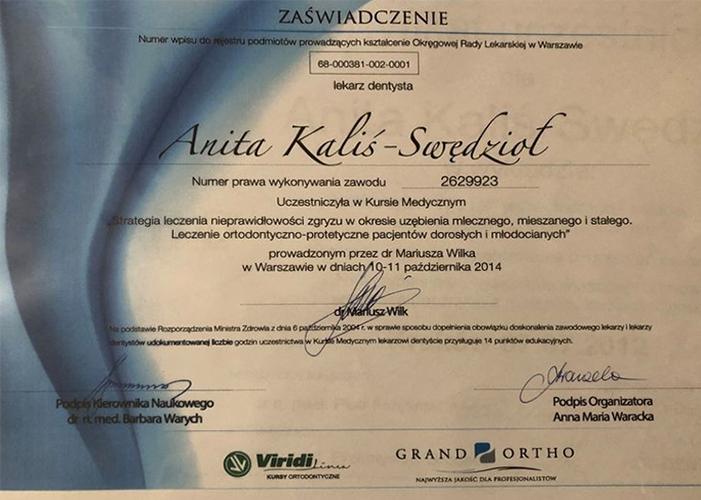 ZAŚWIADCZENIE
Numer wpisu do rejestru podmiotów prowadzących kształcenie Okręgowej Rady Lekarskiej w Warszawie
68-000381-002-0001
lekarz dentysta
Anita Kaliś-Swędzioł
Numer prawa wykonywania zawodu 2629923
Uczestniczyła w Kursie Medycznym
„Strategia leczenia nieprawidłowości zgryzu w okresie uzębienia mlecznego, mieszanego i stałego.
Leczenie ortodontyczno-protetyczne pacjentów dorosłych i młodocianych”
prowadzonym przez dr Mariusza Wilka
w Warszawie w dniach 10-11 października 2014
dr Mariusz Wilk
Na podstawie Rozporządzenia Ministra Zdrowia z dnia 6 października 2004 r. w sprawie sposobu dopełnienia obowiązku doskonalenia zawodowego lekarzy i lekarzy
dentystów udokumentowanej liczbie godzin uczestnictwa w Kursie Medycznym lekarzowi dentyście przysługuje 14 punktów edukacyjnych.
Podpis Kierownika Naukowego
dr n. med. Barbara Warych
Podpis Organizatora
Anna Maria Waracka
Viridi Linea
KURSY ORTODONTYCZNE
GRAND ORTHO
NAJWYŻSZA JAKOŚĆ DLA PROFESJONALISTÓW